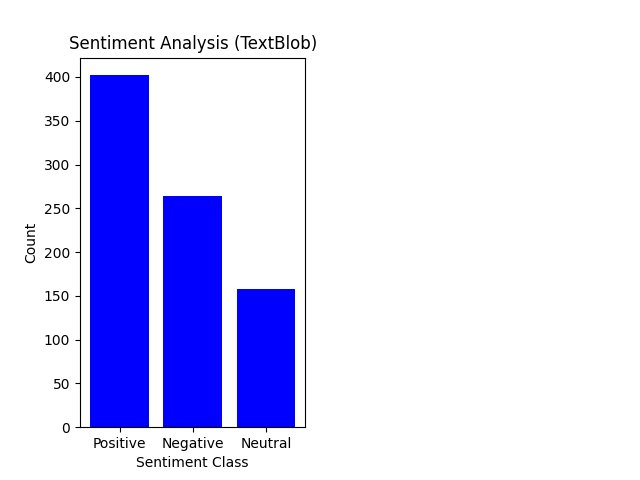 Sentiment Analysis (TextBlob)
400
350
300
250
200
150
100
50
0
Count
Positive Negative Neutral
Sentiment Class